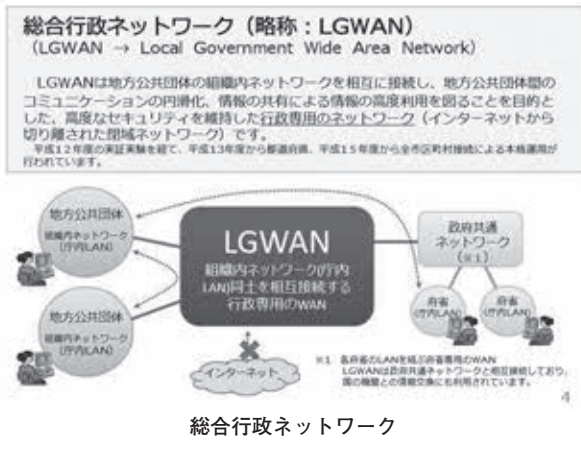 総合行政ネットワーク（略称：LGWAN）
（LGWAN → Local Government Wide Area Network）
LGWANは地方公共団体の組織内ネットワークを相互に接続し、地方公共団体間の
コミュニケーションの円滑化、情報の共有による情報の高度利用を図ることを目的と
した、高度なセキュリティを維持した行政専用のネットワーク（インターネットから
切り離された閉域ネットワーク）です。
平成12年度の実証実験を経て、平成13年度から都道府県、平成15年度から全市区町村接続による本格運用が
行われています。
地方公共団体
組織内ネットワーク
（庁内LAN）
地方公共団体
組織内ネットワーク
（庁内LAN）
LGWAN
組織内ネットワーク(庁内
LAN)同士を相互接続する
行政専用のWAN
インターネット
政府共通
ネットワーク
（※1）
府省
（庁内LAN）
府省
（庁内LAN）
※1 各府省のLANを結ぶ府省専用のWAN
LGWANは政府共通ネットワークと相互接続しており、
国の機関との情報交換にも利用されています。
4
総合行政ネットワーク